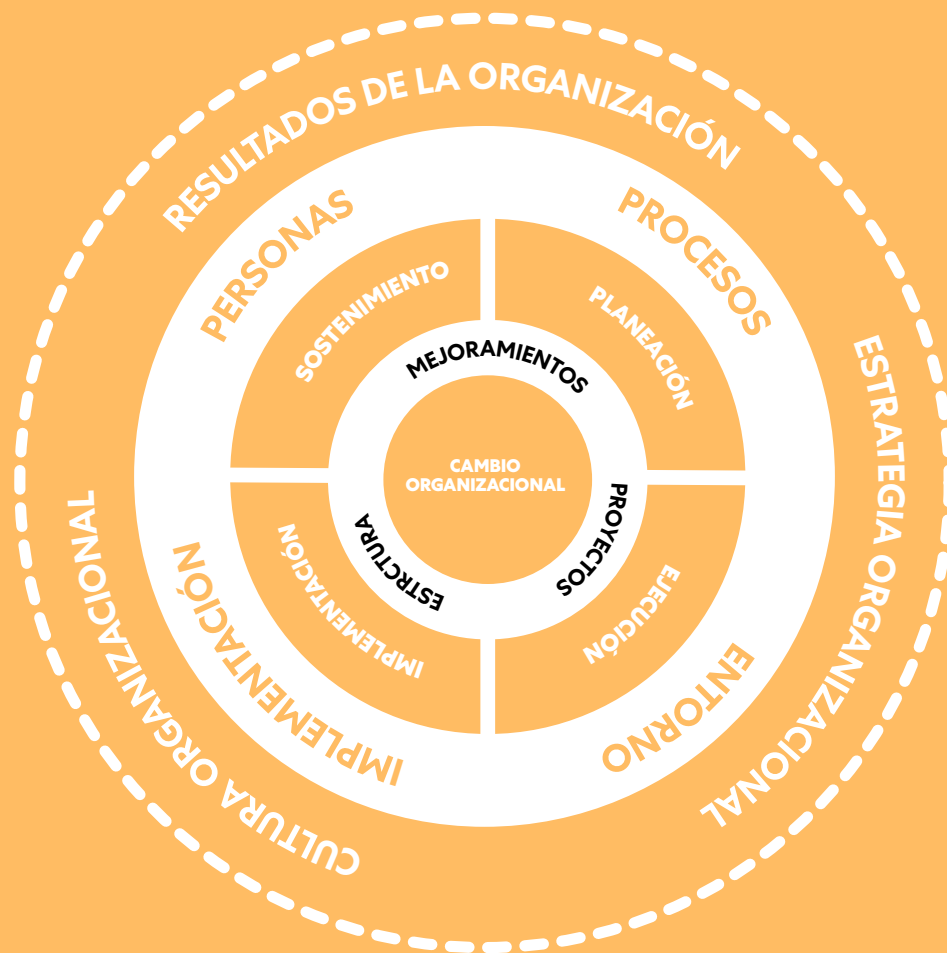 RESULTADOS DE LA ORGANIZACIÓN
ESTRATEGIA ORGANIZACIONAL
CULTURA ORGANIZACIONAL
PERSONAS
PROCESOS
ENTORNO
IMPLEMENTACIÓN
SOSTENIMIENTO
PLANEACIÓN
EJECUCIÓN
IMPLEMENTACIÓN
MEJORAMIENTOS
PROYECTOS
ESTRCTURA
CAMBIO
ORGANIZACIONAL